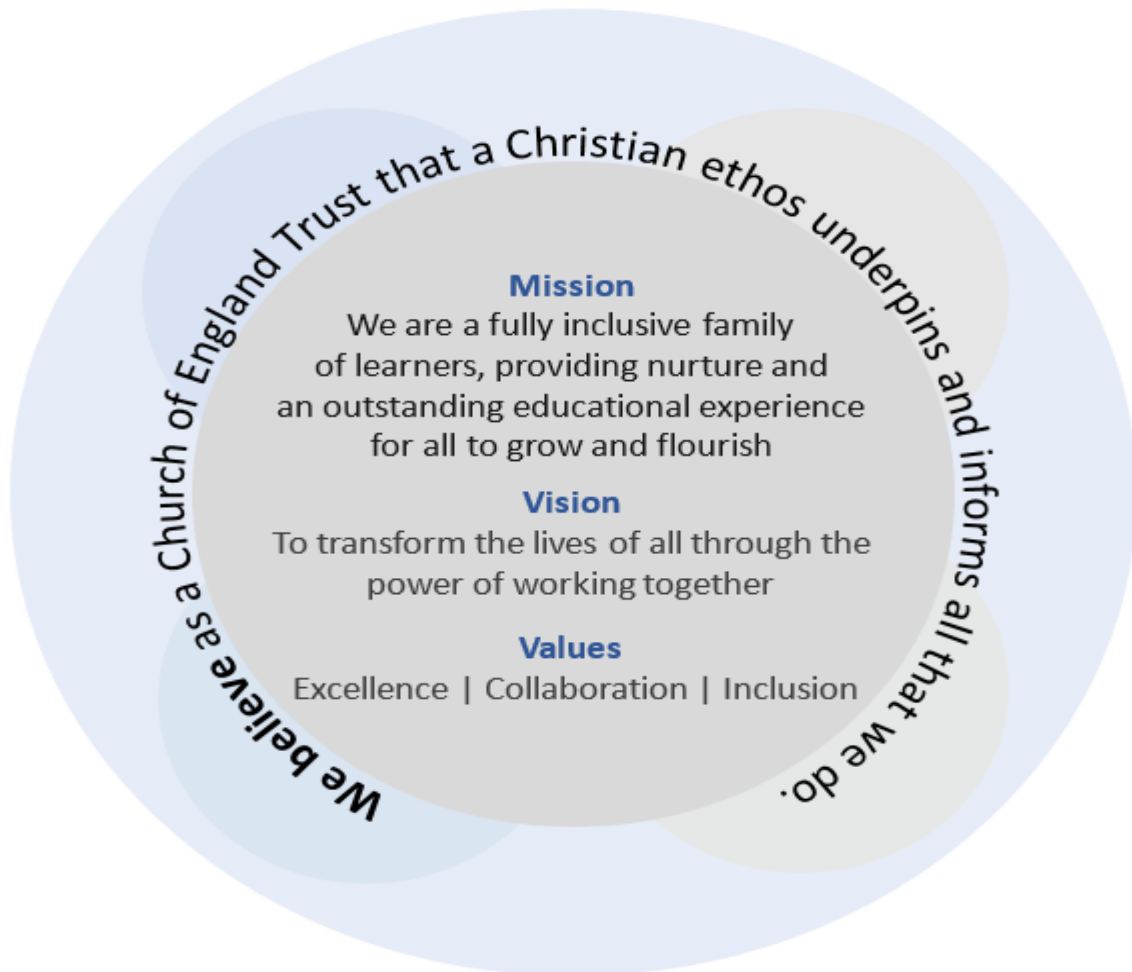 We believe as a Church of England Trust that a Christian ethos underpins and informs all that we do.
Mission
We are a fully inclusive family
of learners, providing nurture and
an outstanding educational experience
for all to grow and flourish
Vision
To transform the lives of all through the
power of working together
Values
Excellence | Collaboration | Inclusion